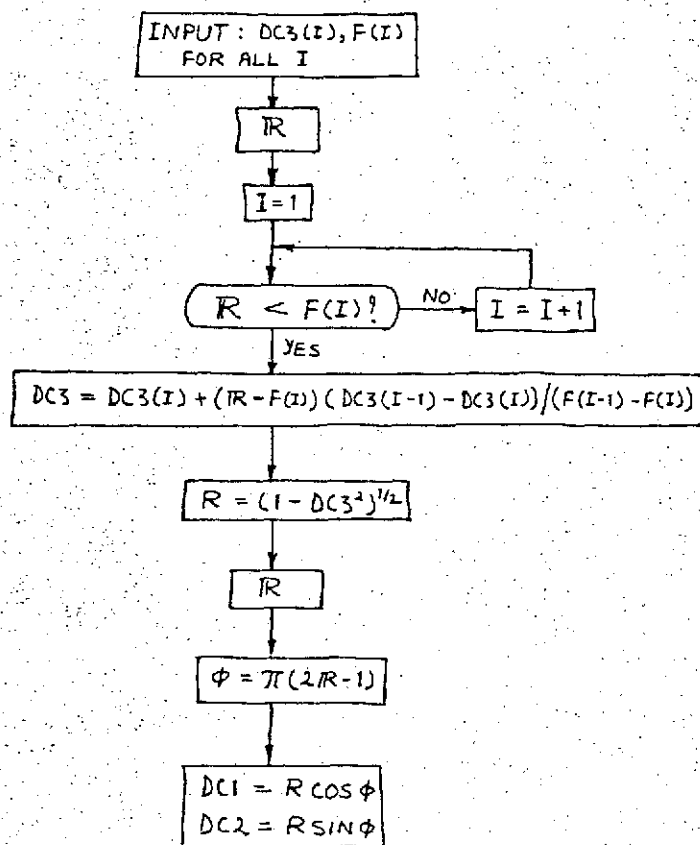 INPUT: DC3(I), F(I)
FOR ALL I
ℝ
I=1
ℝ < F(I)?
NO
I = I+1
YES
DC3 = DC3(I) + (ℝ-F(I))(DC3(I-1)-DC3(I))/(F(I-1)-F(I))
R = (1-DC3²)^1/2
ℝ
ϕ = π(2ℝ-1)
DC1 = R COS ϕ
DC2 = R SIN ϕ